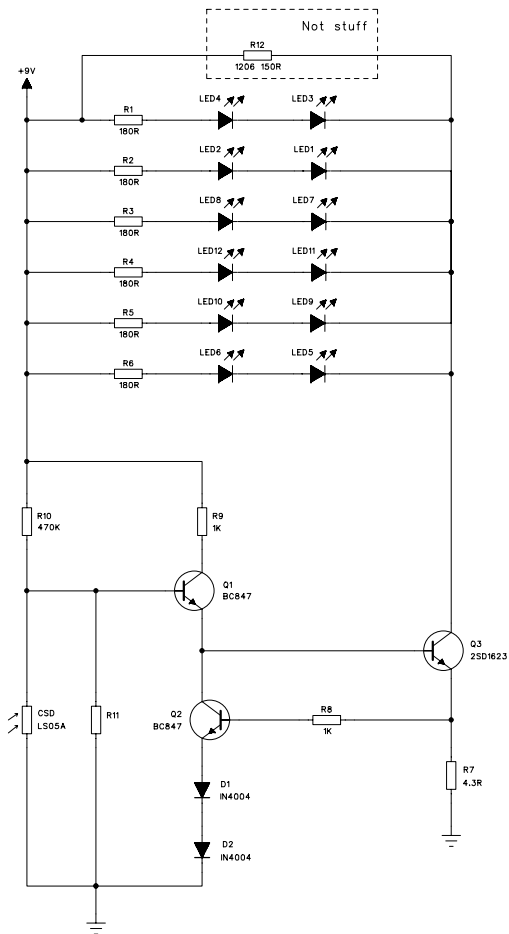 Not stuff
R12
1206 150R
+9V
LED4
LED3
R1
180R
LED2
LED1
R2
180R
LED8
LED7
R3
180R
LED12
LED11
R4
180R
LED10
LED9
R5
180R
LED6
LED5
R6
180R
R10
470K
R9
1K
Q1
BC847
Q3
2SD1623
CSD
LS05A
R11
Q2
BC847
R8
1K
R7
4.3R
D1
IN4004
D2
IN4004